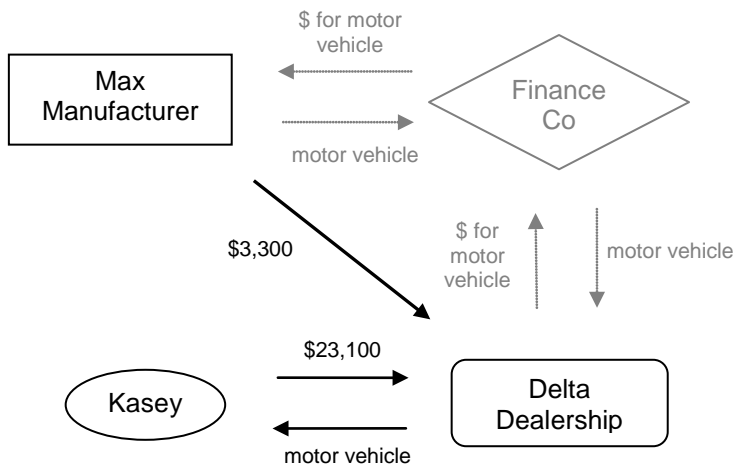 $ for motor
vehicle
Max
Manufacturer
Finance
Co
motor vehicle
$ for
motor
vehicle
motor vehicle
$3,300
$23,100
Kasey
Delta
Dealership
motor vehicle